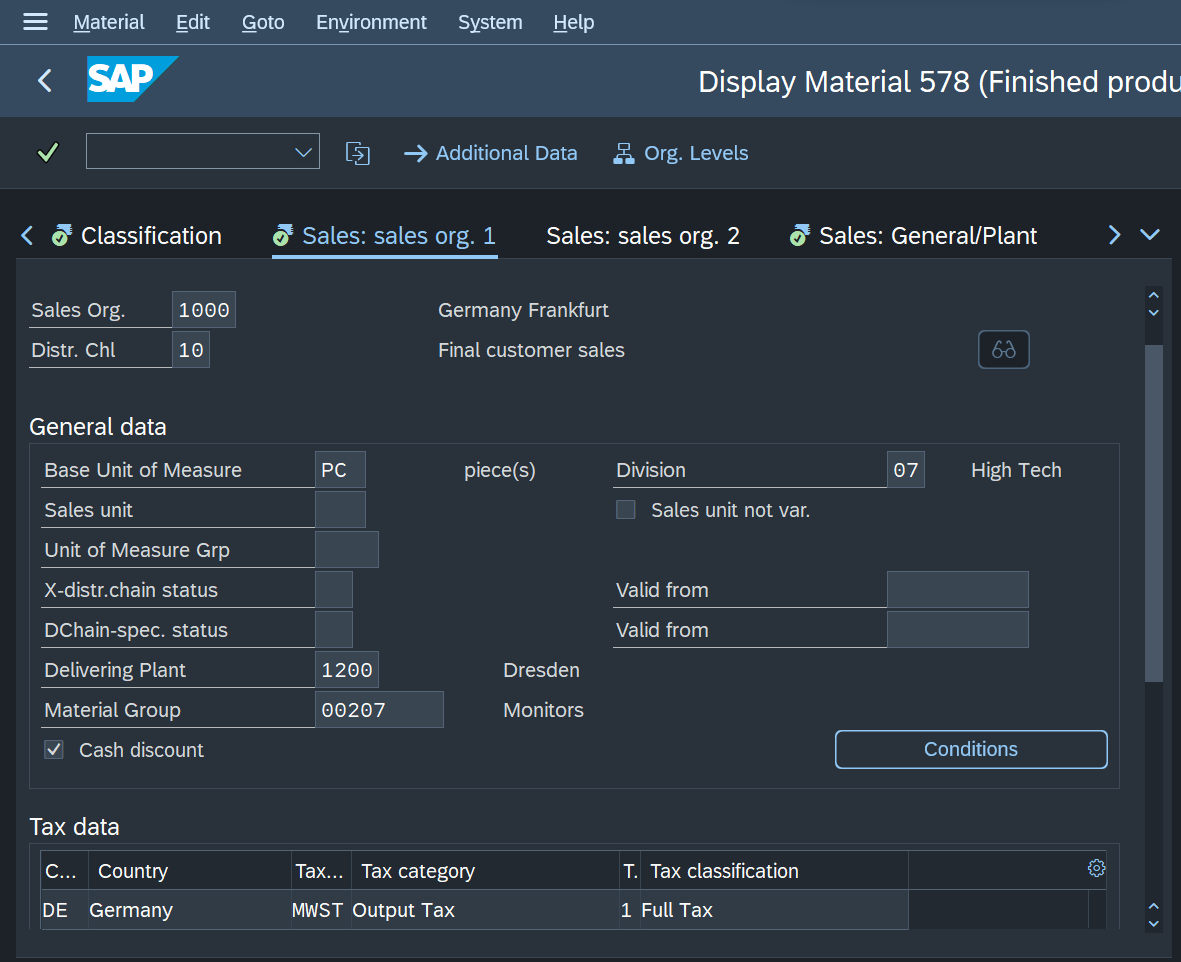 Material Edit Goto Environment System Help
SAP
Display Material 578 (Finished produ
Additional Data Org. Levels
Classification Sales: sales org. 1 Sales: sales org. 2 Sales: General/Plant
Sales Org. 1000 Germany Frankfurt
Distr. Chl 10 Final customer sales
General data
Base Unit of Measure PC piece(s) Division 07 High Tech
Sales unit Sales unit not var.
Unit of Measure Grp
X-distr.chain status Valid from
DChain-spec. status Valid from
Delivering Plant 1200 Dresden
Material Group 00207 Monitors
Cash discount Conditions
Tax data
C... Country Tax... Tax category T. Tax classification
DE Germany MWST Output Tax 1 Full Tax